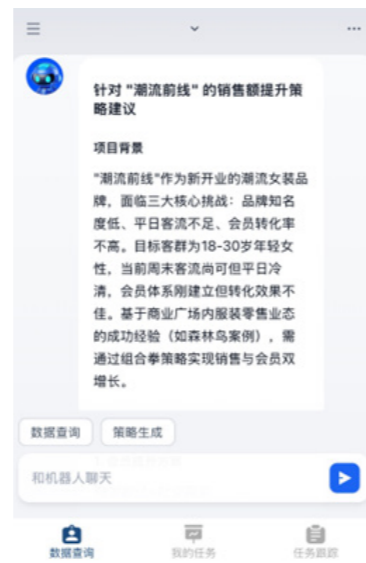 针对 "潮流前线" 的销售额提升策
略建议
项目背景
"潮流前线"作为新开业的潮流女装品
牌，面临三大核心挑战：品牌知名
度低、平日客流不足、会员转化率
不高。目标客群为18-30岁年轻女
性，当前周末客流尚可但平日冷
清，会员体系刚建立但转化效果不
佳。基于商业广场内服装零售业态
的成功经验（如森林鸟案例），需
通过组合拳策略实现销售与会员双
增长。
数据查询
策略生成
和机器人聊天
数据查询
我的任务
任务跟踪